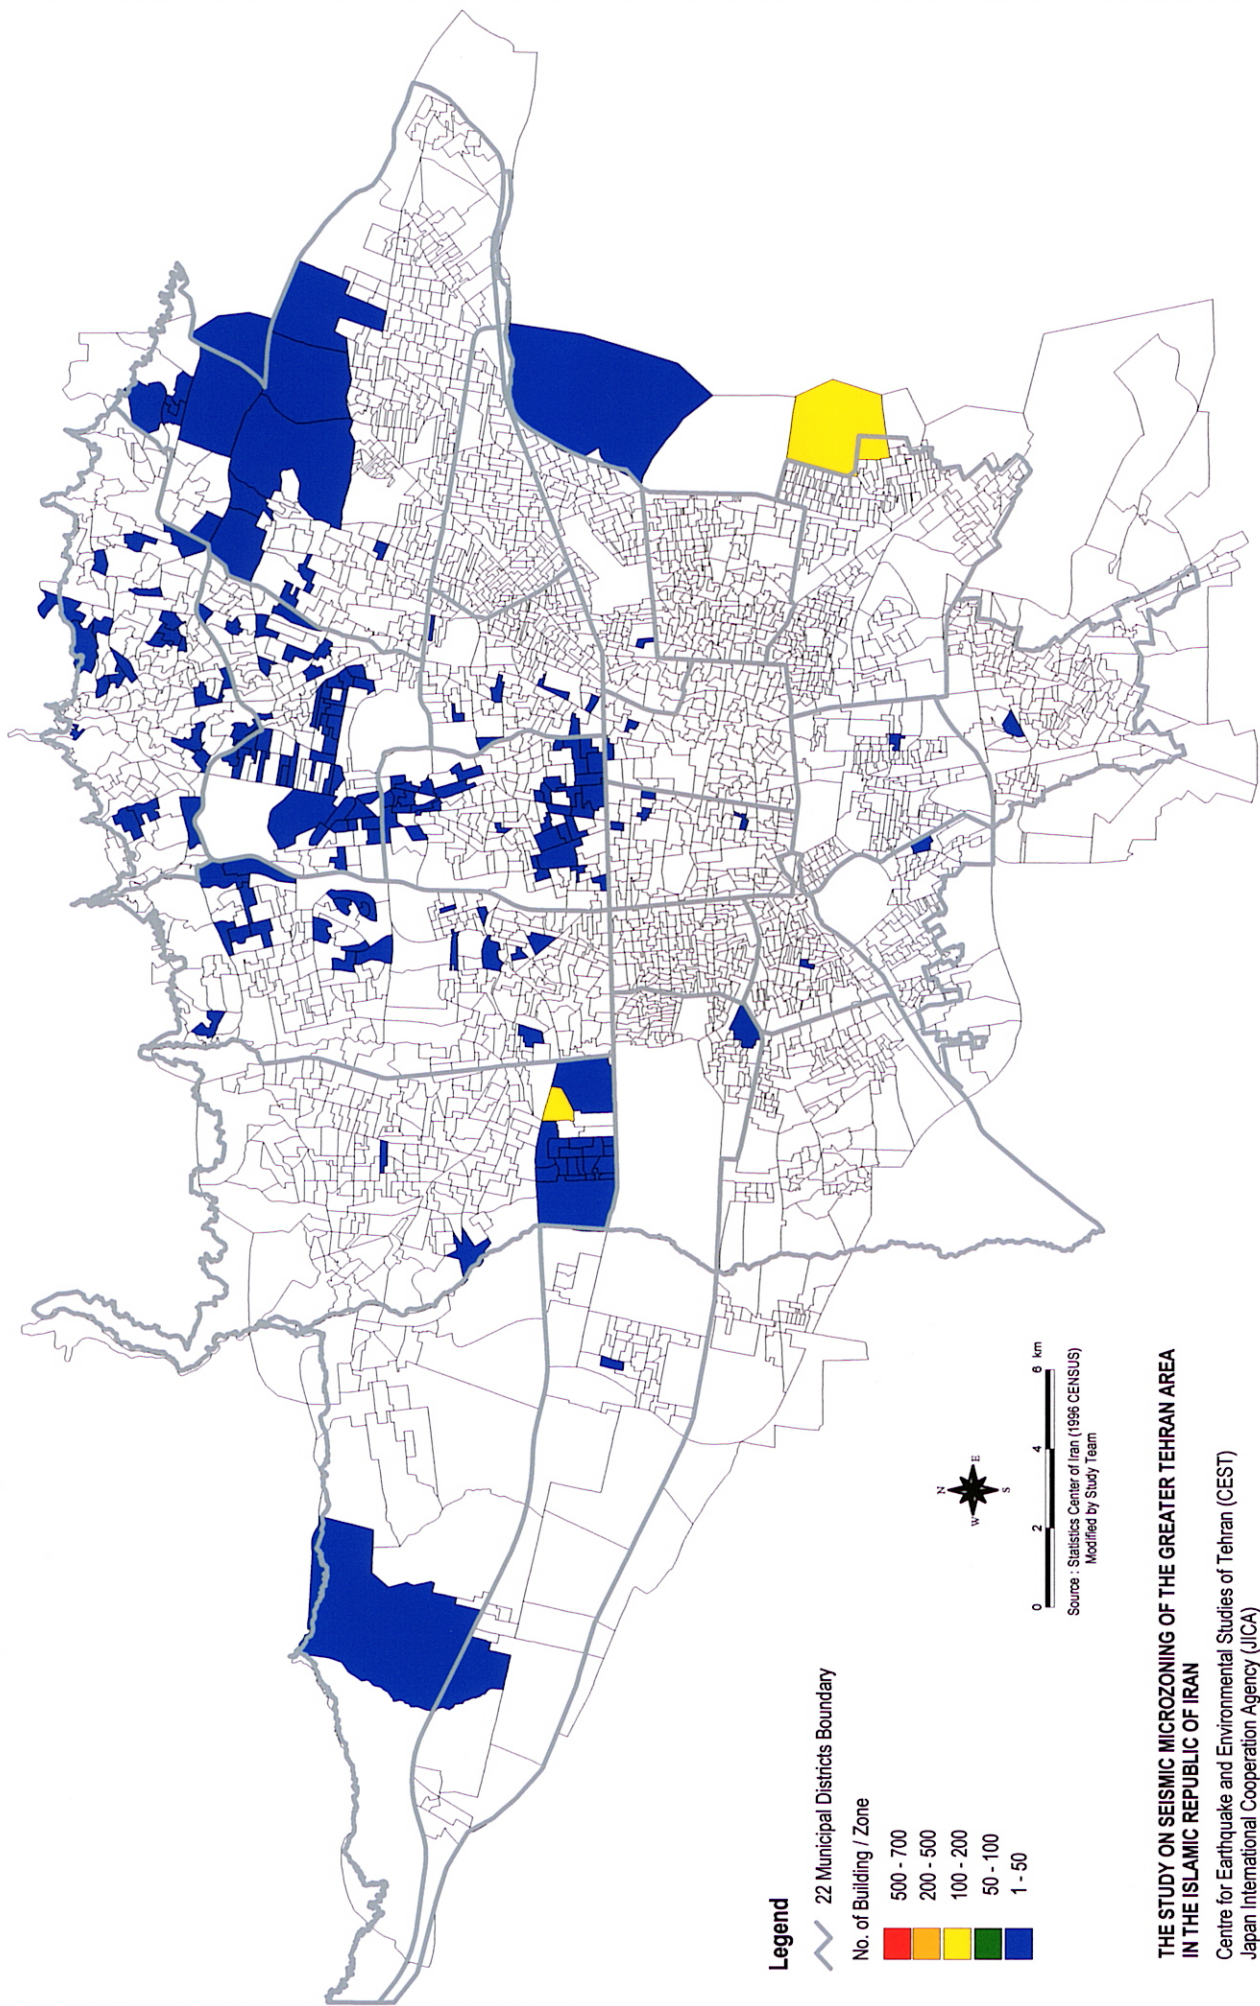 Legend
22 Municipal Districts Boundary
No. of Building / Zone
500 - 700
200 - 500
100 - 200
50 - 100
1 - 50
N
W
E
S
0 2 4 6 km
Source : Statistics Center of Iran (1996 CENSUS)
Modified by Study Team
THE STUDY ON SEISMIC MICROZONING OF THE GREATER TEHRAN AREA
IN THE ISLAMIC REPUBLIC OF IRAN
Centre for Earthquake and Environmental Studies of Tehran (CEST)
Japan International Cooperation Agency (JICA)